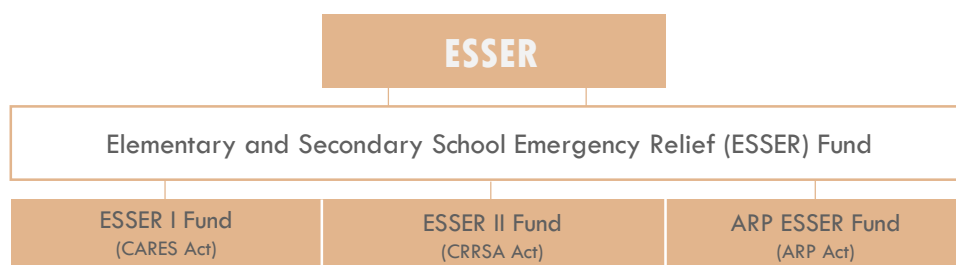 ESSER
Elementary and Secondary School Emergency Relief (ESSER) Fund
ESSER I Fund
(CARES Act)
ESSER II Fund
(CRRSA Act)
ARP ESSER Fund
(ARP Act)